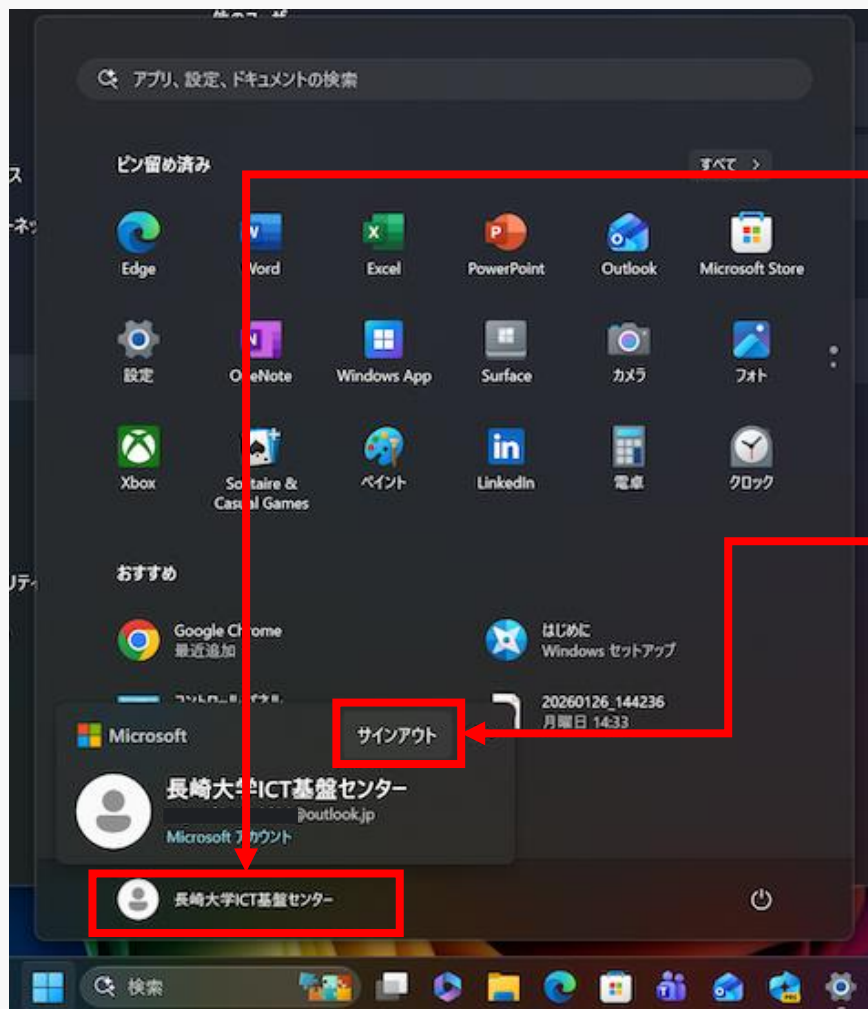 アプリ、設定、ドキュメントの検索
ピン留め済み
すべて >
Edge
Word
Excel
PowerPoint
Outlook
Microsoft Store
設定
OneNote
Windows App
Surface
カメラ
フォト
Xbox
Solitaire &
Casual Games
ペイント
LinkedIn
電卓
クロック
おすすめ
Google Chrome
最近追加
はじめに
Windows セットアップ
20260126_144236
月曜日 14:33
Microsoft
サインアウト
長崎大学ICT基盤センター
@outlook.jp
Microsoft アカウント
長崎大学ICT基盤センター
検索